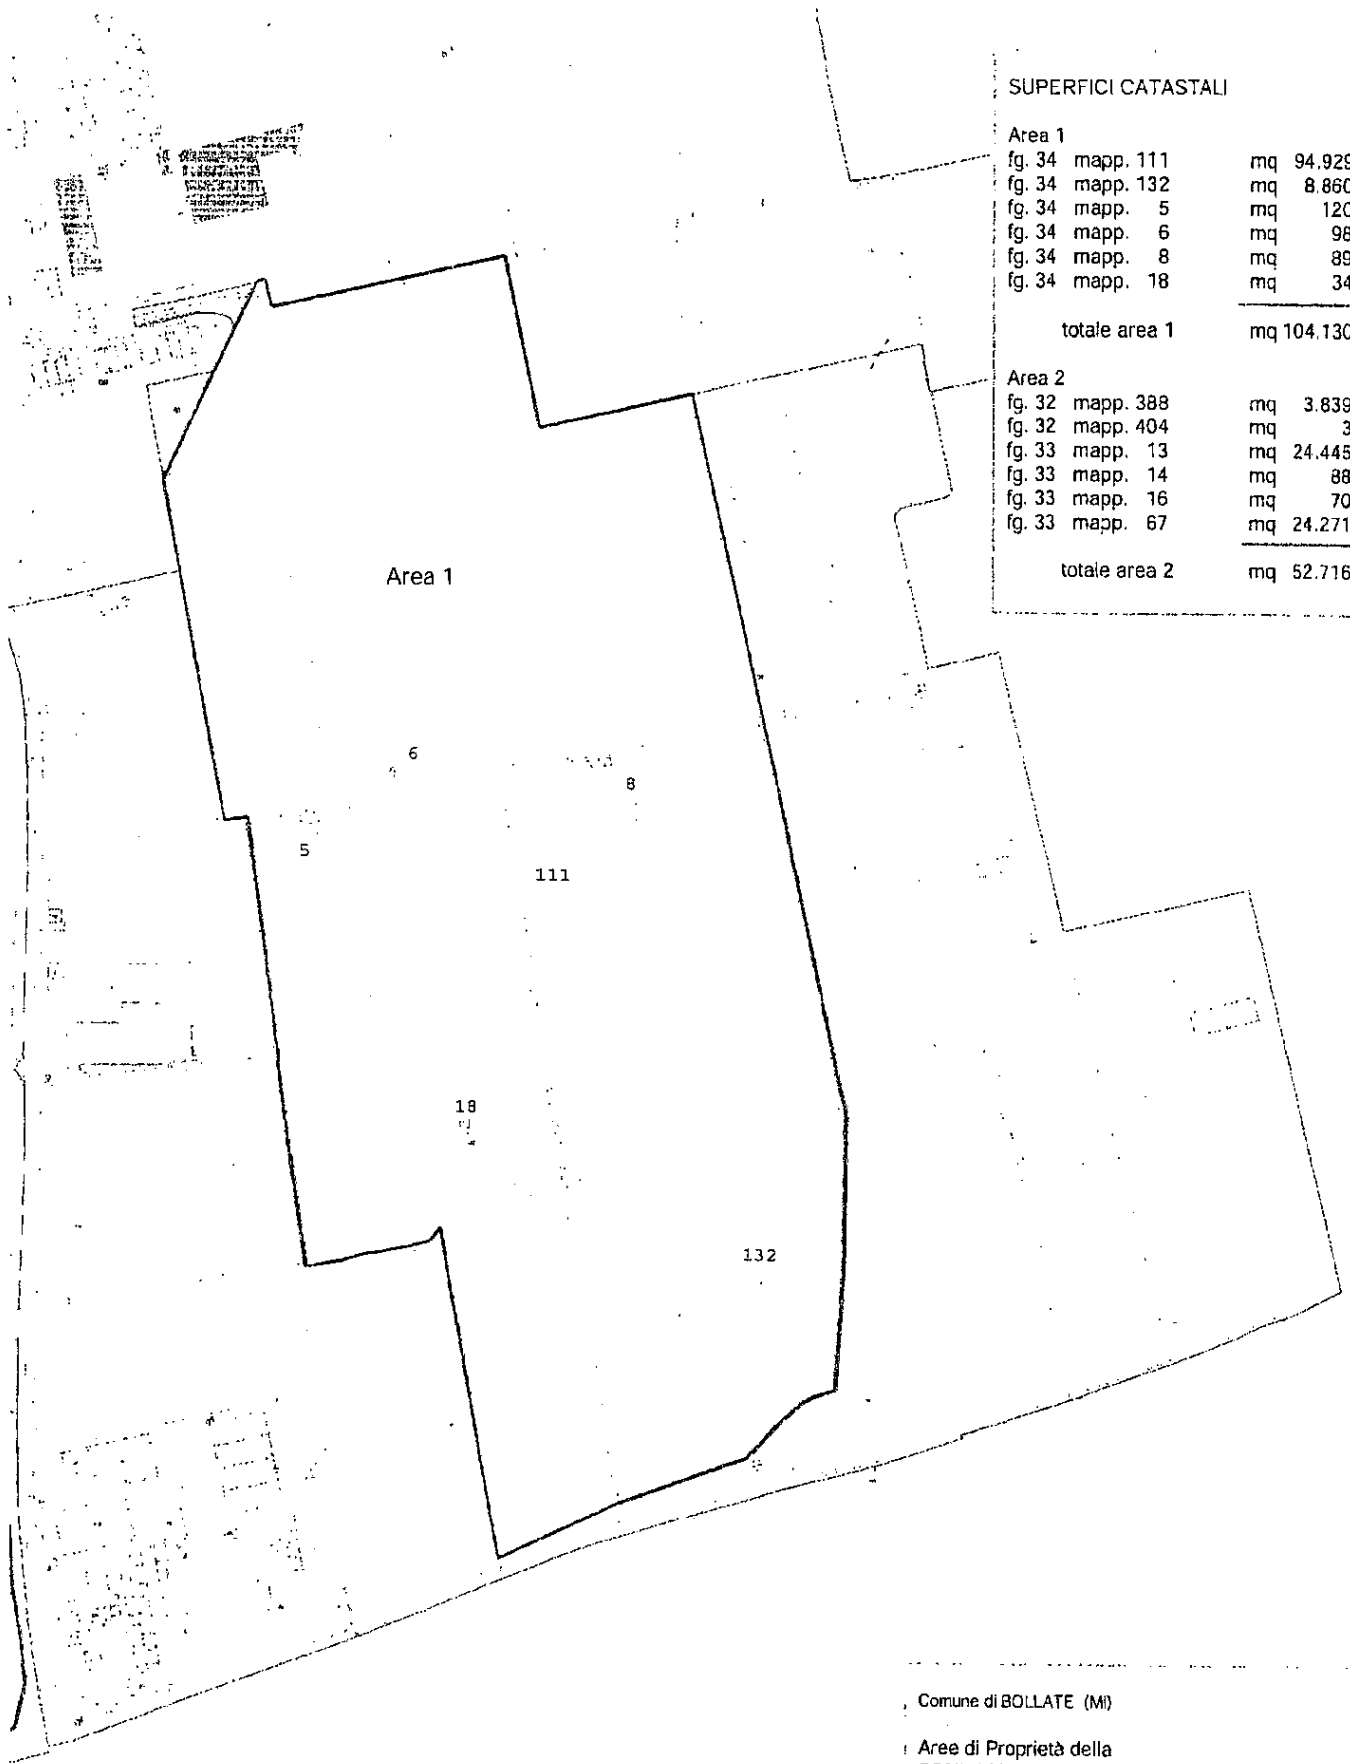 SUPERFICI CATASTALI
Area 1
fg. 34 mapp. 111 mq 94.929
fg. 34 mapp. 132 mq 8.860
fg. 34 mapp. 5 mq 120
fg. 34 mapp. 6 mq 98
fg. 34 mapp. 8 mq 89
fg. 34 mapp. 18 mq 34
totale area 1 mq 104.130
Area 2
fg. 32 mapp. 388 mq 3.839
fg. 32 mapp. 404 mq 3
fg. 33 mapp. 13 mq 24.445
fg. 33 mapp. 14 mq 88
fg. 33 mapp. 16 mq 70
fg. 33 mapp. 67 mq 24.271
totale area 2 mq 52.716
Area 1
6
8
5
111
18
132
Comune di BOLLATE (MI)
Aree di Proprietà della